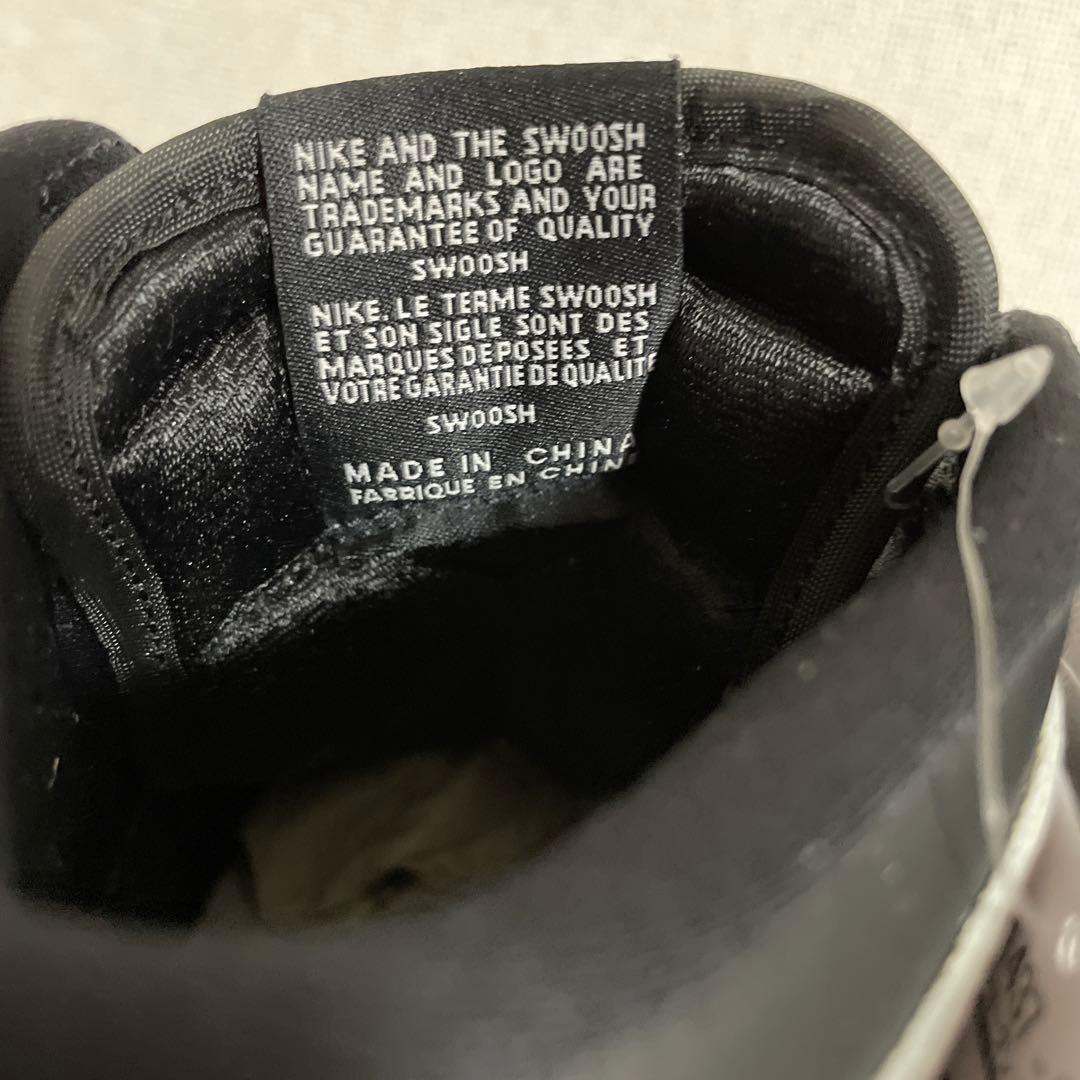 NIKE AND THE SWOOSH
NAME AND LOGO ARE
TRADEMARKS AND YOUR
GUARANTEE OF QUALITY
SWOOSH
NIKE. LE TERME SWOOSH
ET SON SIGLE SONT DES
MARQUES DEPOSEES ET
VOTRE GARANTIE DE QUALITE
SWOOSH
MADE IN CHINA
FABRIQUE EN CHINE